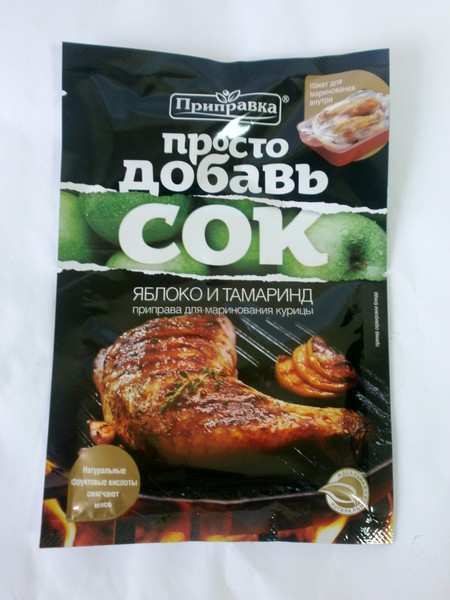 Приправка®
Пакет для
маринования
внутри
просто
добавь
сок
ЯБЛОКО И ТАМАРИНД
приправа для маринования курицы
Натуральные
фруктовые кислоты
смягчают
мясо